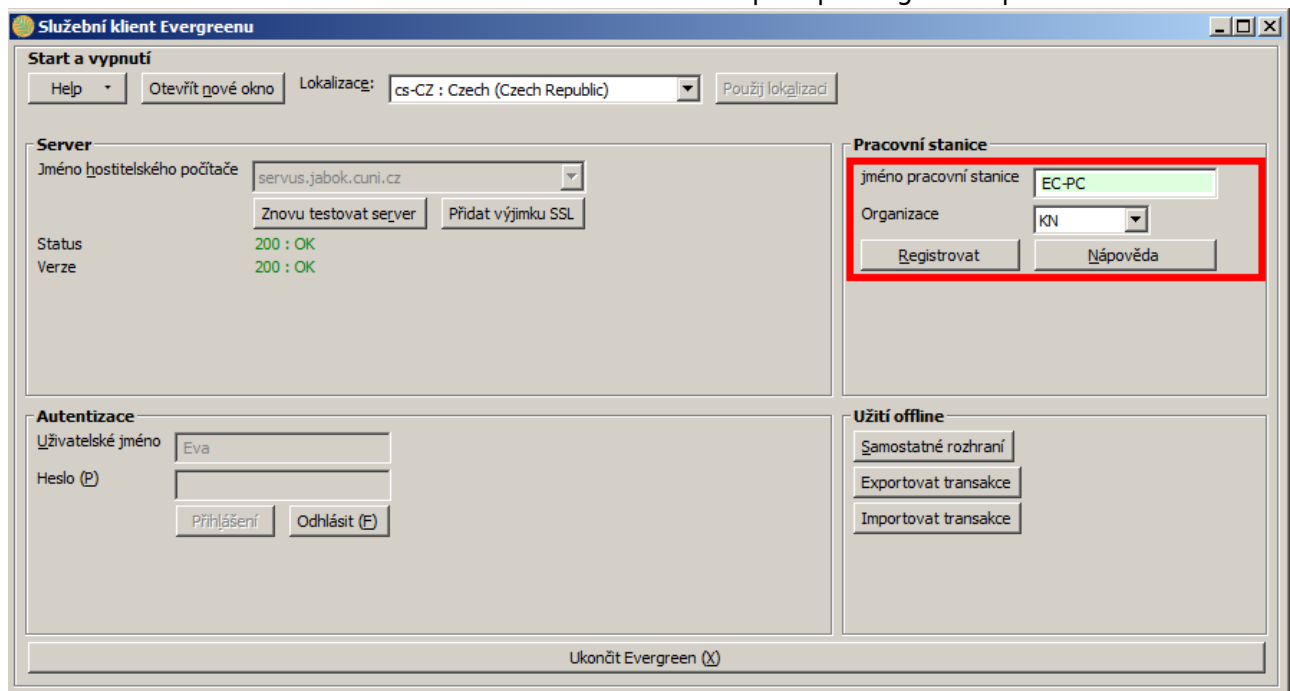 Služební klient Evergreenu
Start a vypnutí
Help Otevřít nové okno Lokalizace: cs-CZ : Czech (Czech Republic) Použij lokalizaci
Server
Jméno hostitelského počítače servus.jabok.cuni.cz
Znovu testovat server Přidat výjimku SSL
Status 200 : OK
Verze 200 : OK
Pracovní stanice
jméno pracovní stanice EC-PC
Organizace KN
Registrovat Nápověda
Autentizace
Uživatelské jméno Eva
Heslo (P)
Přihlášení Odhlásit (F)
Užití offline
Samostatné rozhraní
Exportovat transakce
Importovat transakce
Ukončit Evergreen (X)